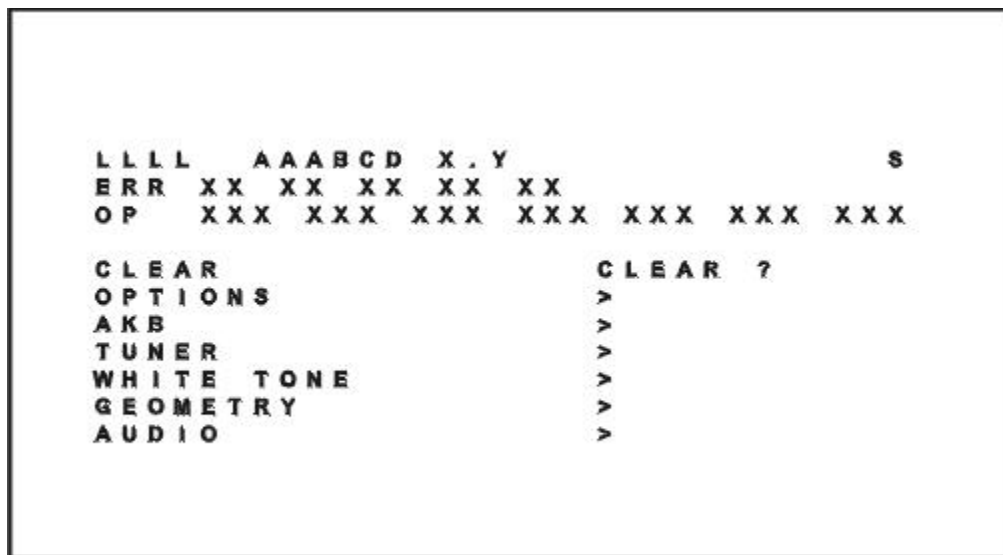 LLLL AAABCD X.Y S
ERR XX XX XX XX XX
OP XXX XXX XXX XXX XXX XXX XXX
CLEAR CLEAR ?
OPTIONS >
AKB >
TUNER >
WHITE TONE >
GEOMETRY >
AUDIO >